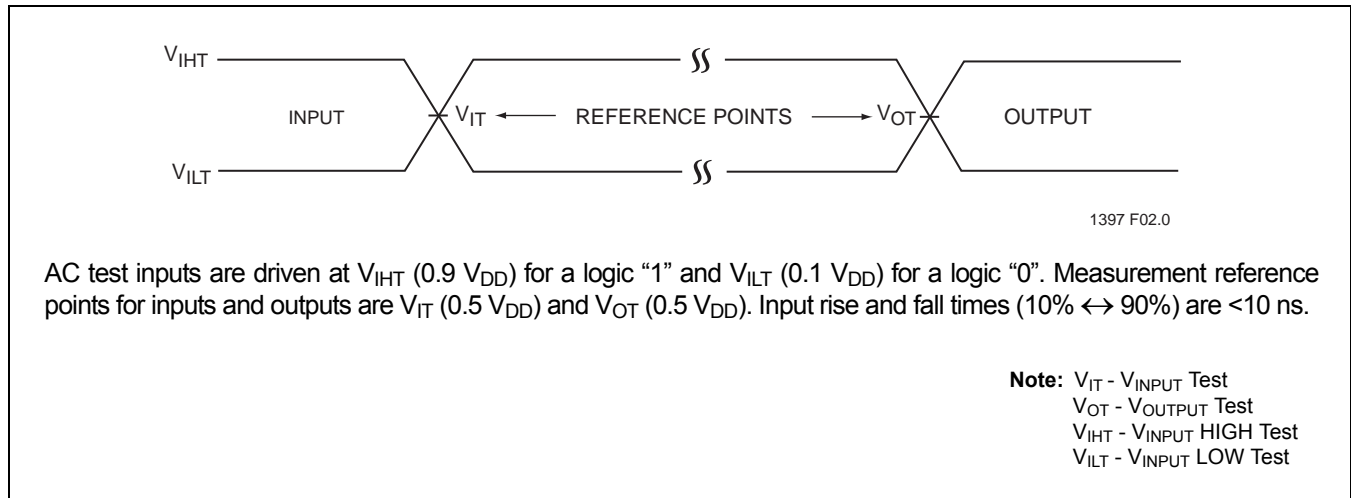 VIHT
INPUT VIT REFERENCE POINTS VOT OUTPUT
VILT
1397 F02.0
AC test inputs are driven at VIHT (0.9 VDD) for a logic “1” and VILT (0.1 VDD) for a logic “0”. Measurement reference
points for inputs and outputs are VIT (0.5 VDD) and VOT (0.5 VDD). Input rise and fall times (10% ↔ 90%) are <10 ns.
Note: VIT - VINPUT Test
VOT - VOUTPUT Test
VIHT - VINPUT HIGH Test
VILT - VINPUT LOW Test